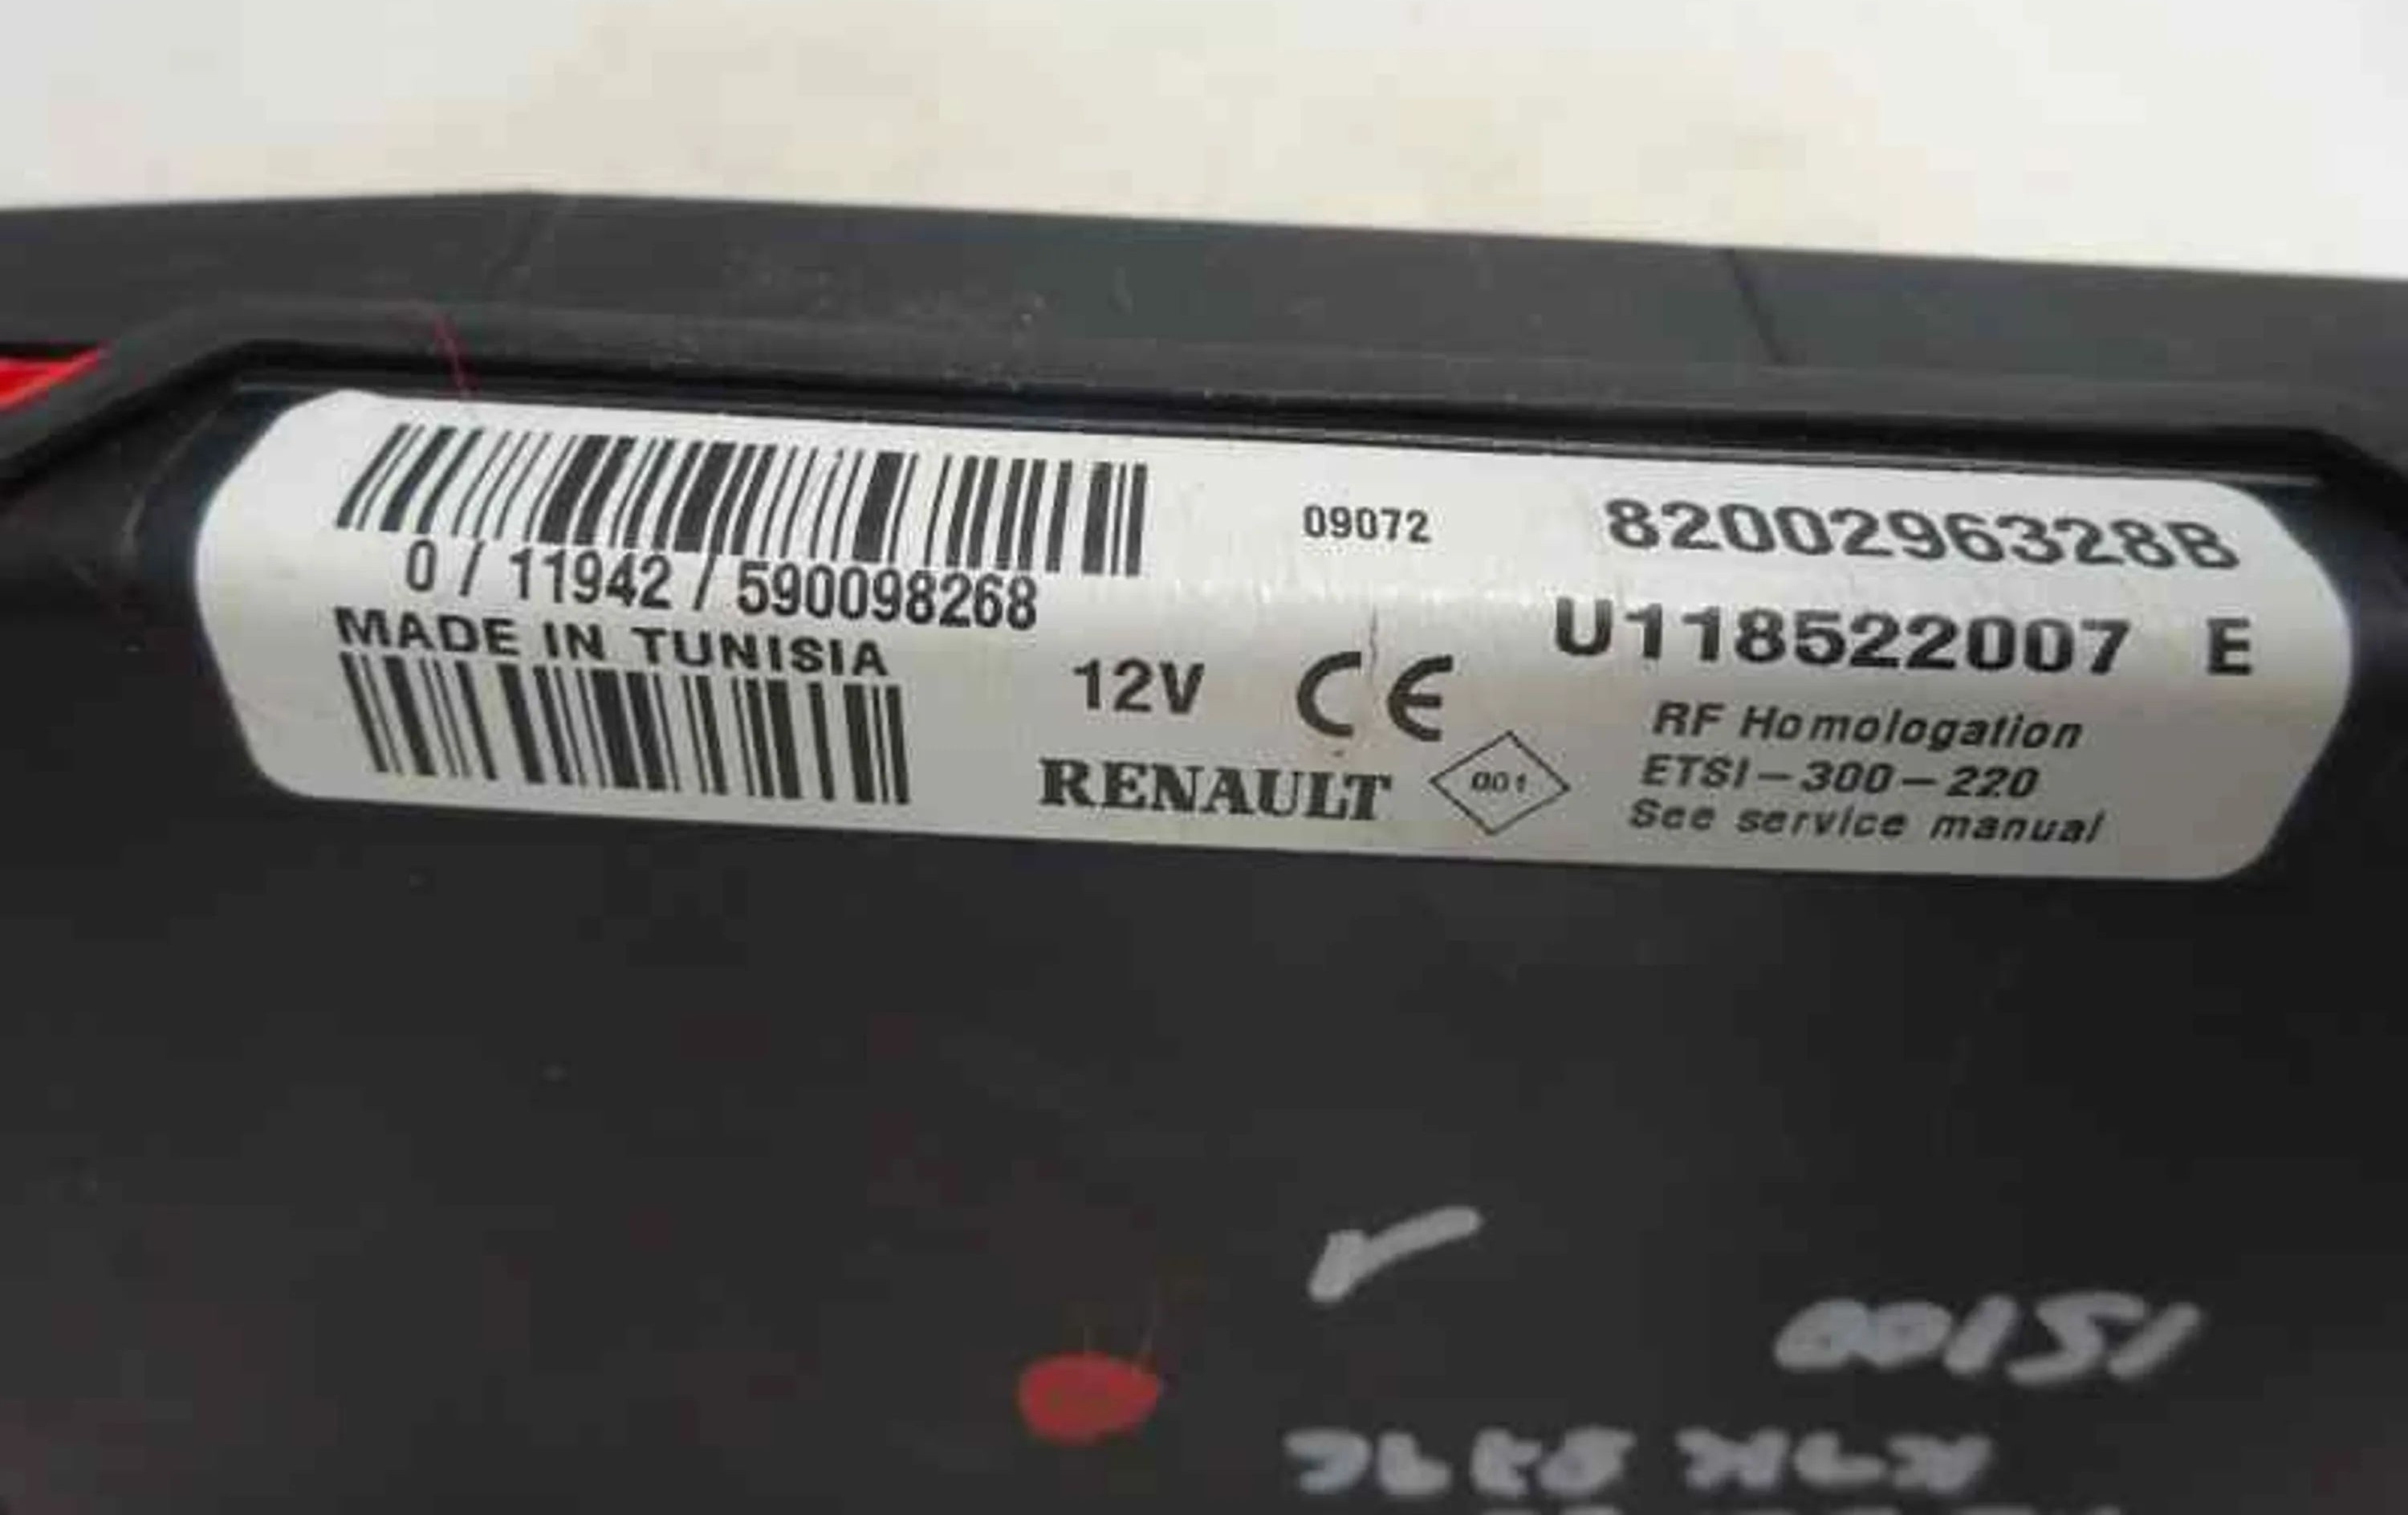 09072
8200296328B
0 / 11942 / 590098268
MADE IN TUNISIA
U118522007 E
12V CE
RF Homologation
RENAULT 001
ETSI-300-220
See service manual